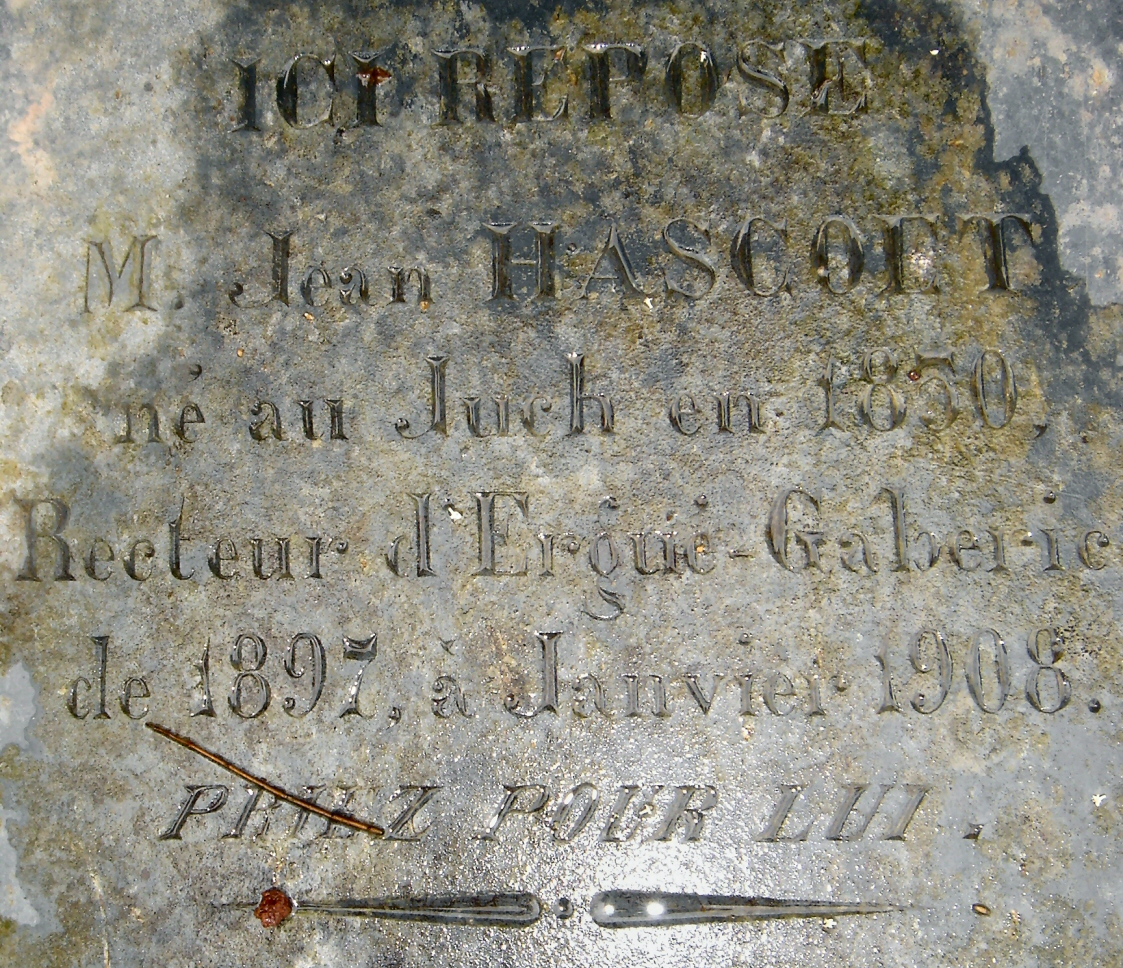 ICI REPOSE
M. Jean HASCOET
né au Juch en 1850,
Recteur d'Ergué-Gaberic
de 1897, à Janvier 1908.
PRIEZ POUR LUI.